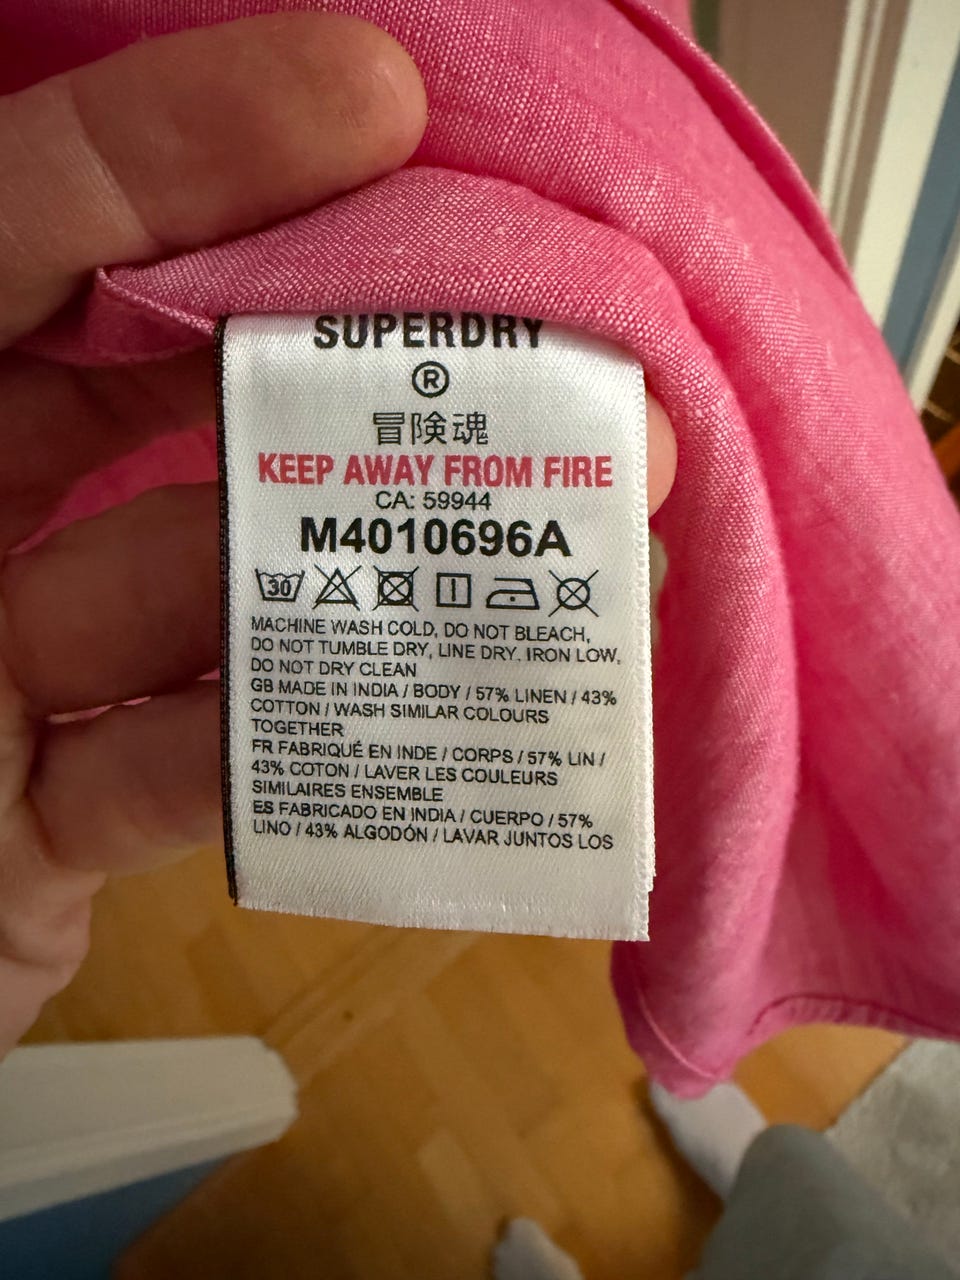 SUPERDRY
®
冒険魂
KEEP AWAY FROM FIRE
CA: 59944
M4010696A
30
MACHINE WASH COLD, DO NOT BLEACH,
DO NOT TUMBLE DRY, LINE DRY, IRON LOW,
DO NOT DRY CLEAN
GB MADE IN INDIA / BODY / 57% LINEN / 43%
COTTON / WASH SIMILAR COLOURS
TOGETHER
FR FABRIQUÉ EN INDE / CORPS / 57% LIN /
43% COTON / LAVER LES COULEURS
SIMILAIRES ENSEMBLE
ES FABRICADO EN INDIA / CUERPO / 57%
LINO / 43% ALGODÓN / LAVAR JUNTOS LOS